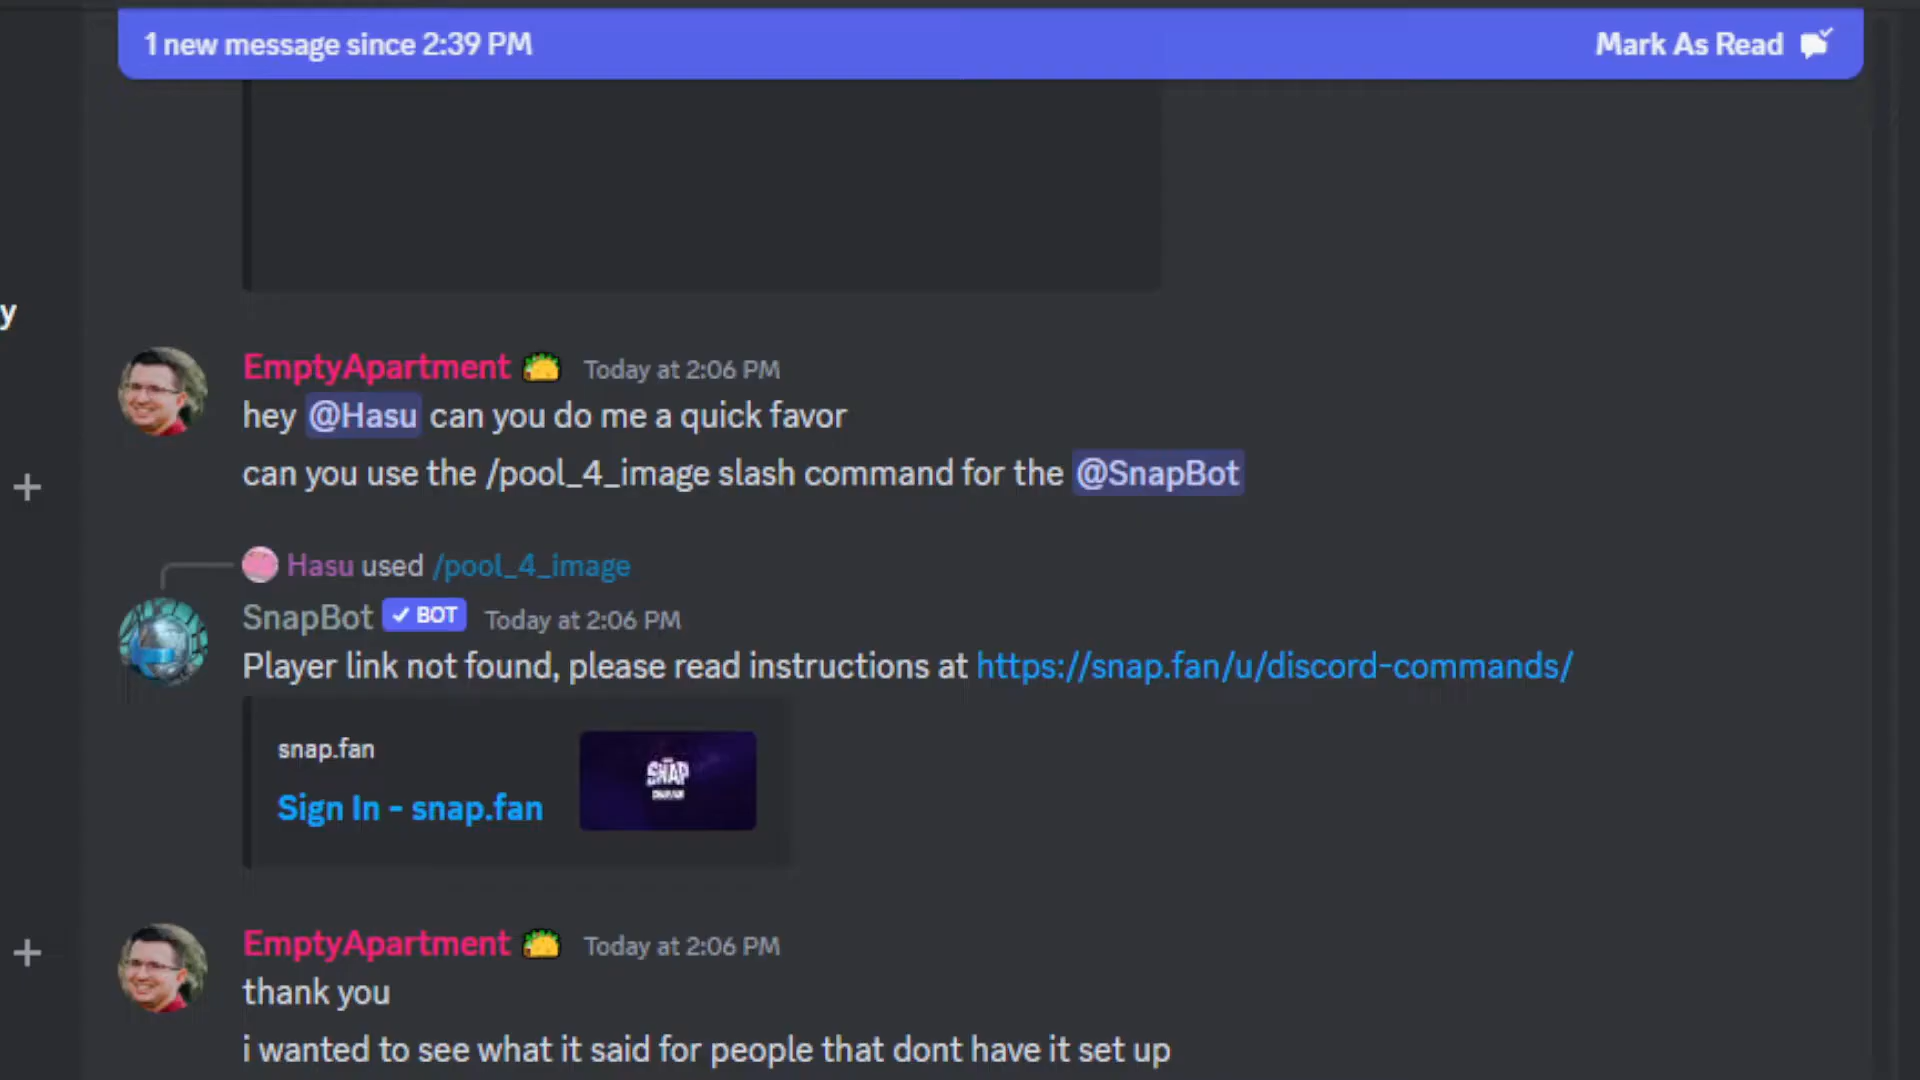 1 new message since 2:39 PM
Mark As Read
y
EmptyApartment Today at 2:06 PM
hey @Hasu can you do me a quick favor
can you use the /pool_4_image slash command for the @SnapBot
Hasu used /pool_4_image
SnapBot BOT Today at 2:06 PM
Player link not found, please read instructions at https://snap.fan/u/discord-commands/
snap.fan
SNAP
Sign In - snap.fan
EmptyApartment Today at 2:06 PM
thank you
i wanted to see what it said for people that dont have it set up